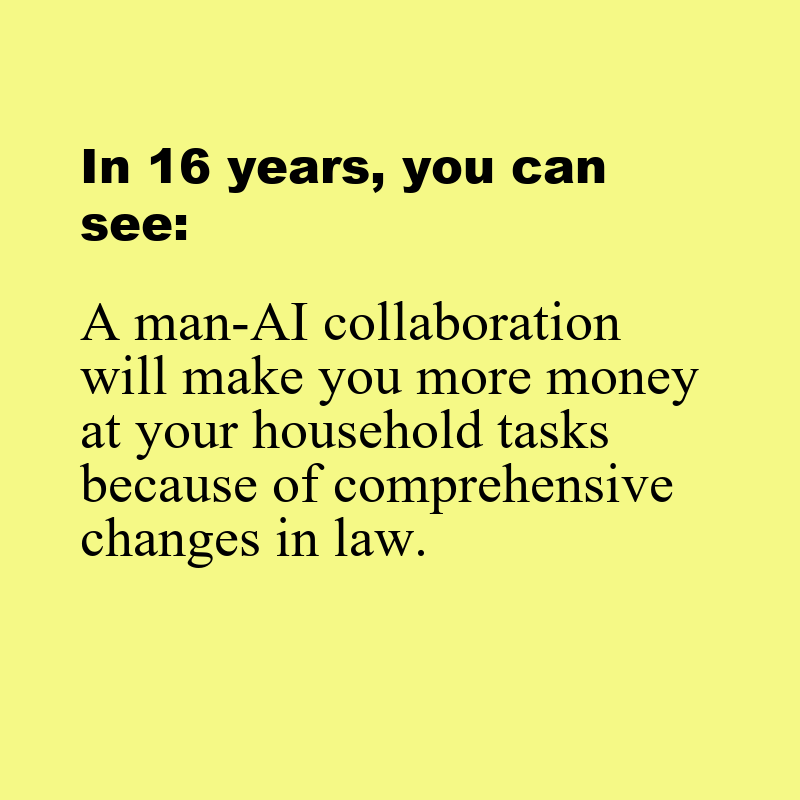 In 16 years, you can
see:
A man-AI collaboration
will make you more money
at your household tasks
because of comprehensive
changes in law.